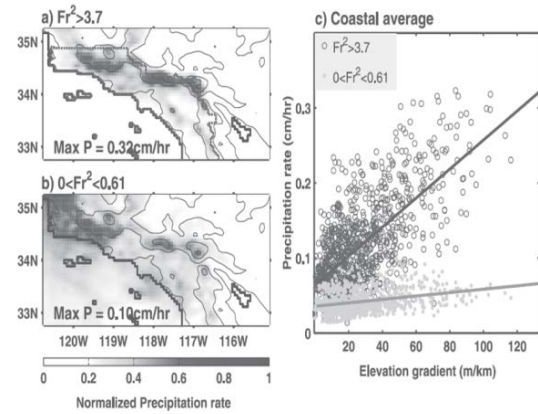 a) Fr²>3.7
35N
34N
33N
Max P = 0.32cm/hr
b) 0<Fr²<0.61
35N
34N
33N
Max P = 0.10cm/hr
120W 119W 118W 117W 116W
0 0.2 0.4 0.6 0.8 1
Normalized Precipitation rate
c) Coastal average
Fr²>3.7
0<Fr²<0.61
Precipitation rate (cm/hr)
0.3
0.2
0.1
0
20 40 60 80 100 120
Elevation gradient (m/km)